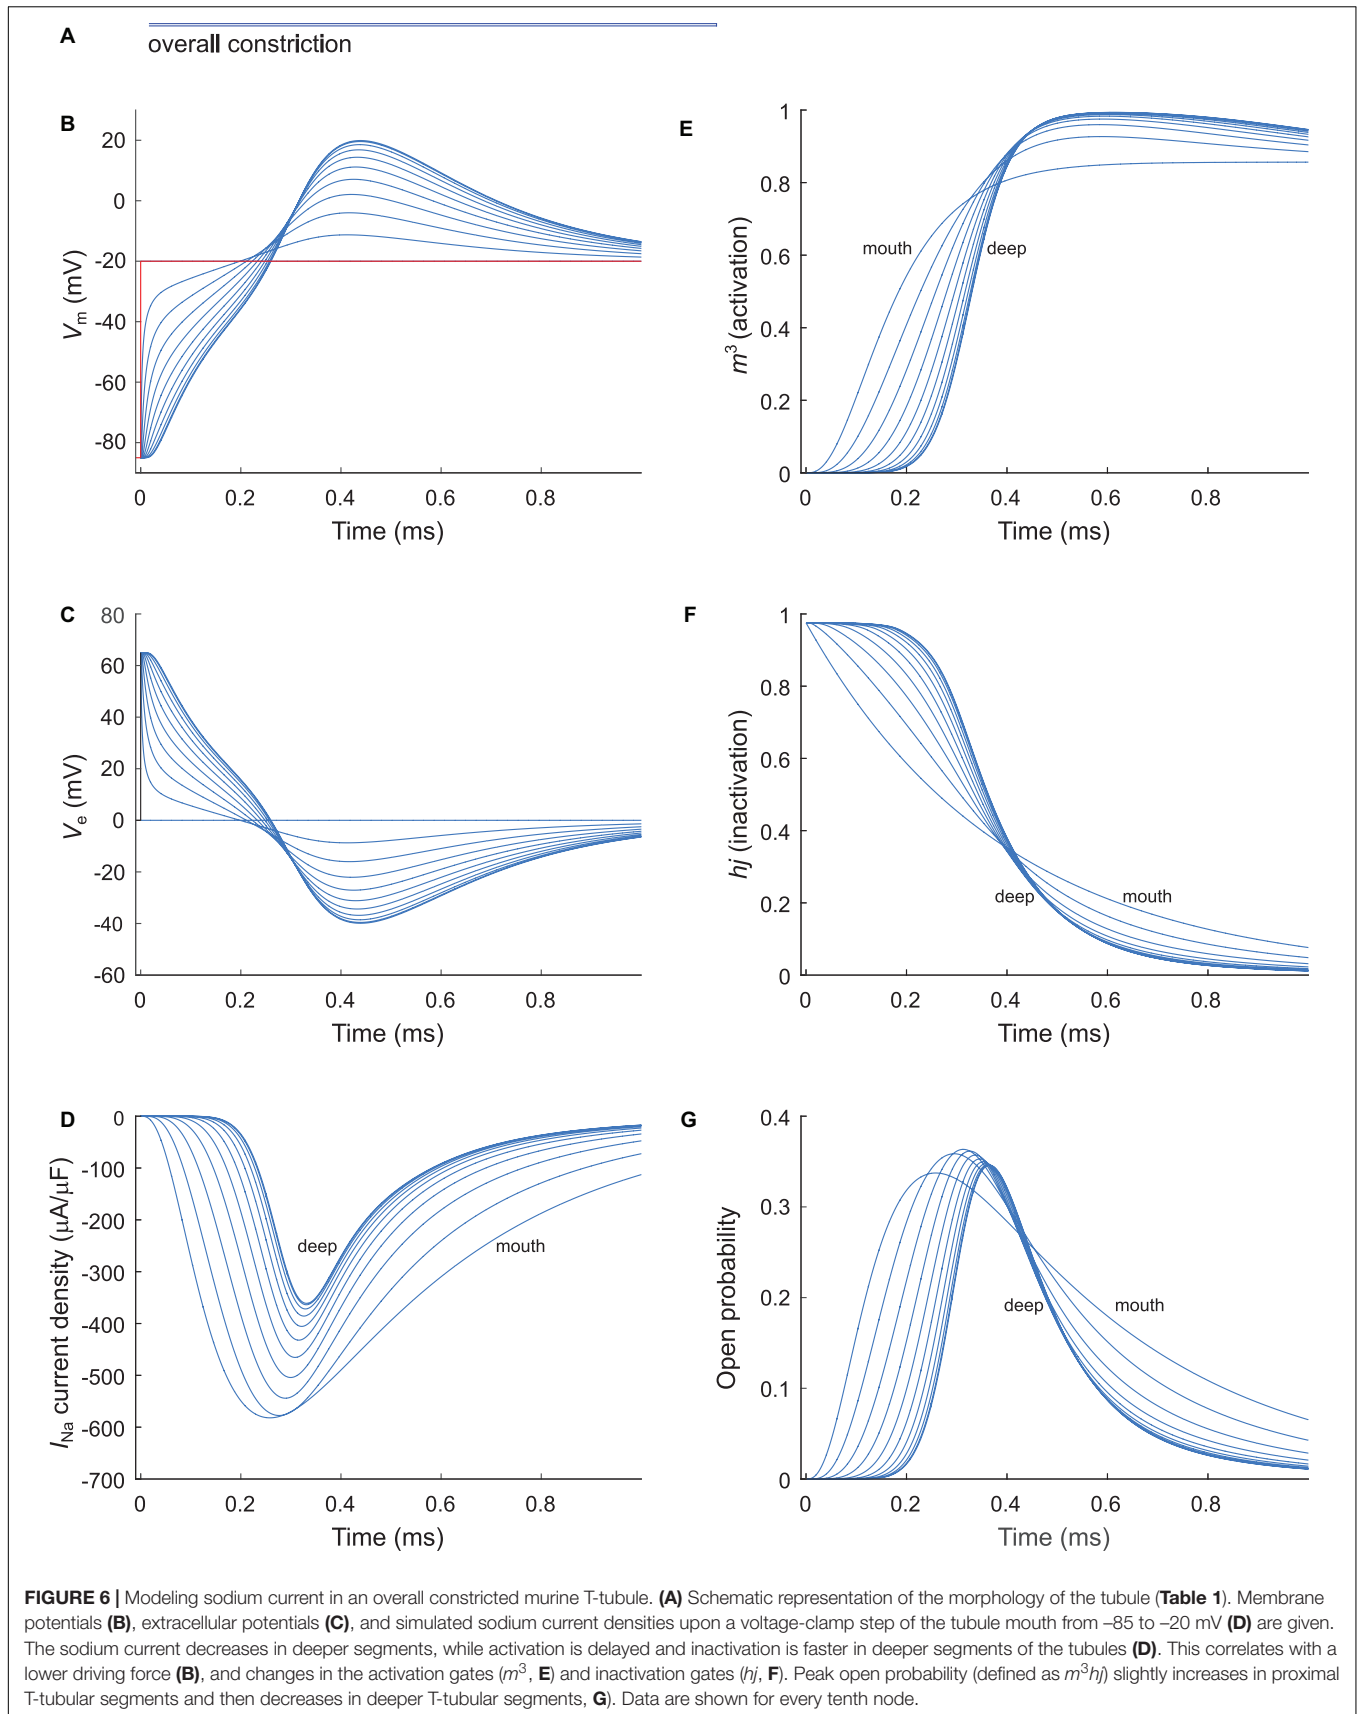 A
overall constriction
B
20
0
-20
-40
-60
-80
Vm (mV)
0 0.2 0.4 0.6 0.8
Time (ms)
E
1
0.8
0.6
0.4
0.2
0
m3 (activation)
mouth
deep
0 0.2 0.4 0.6 0.8
Time (ms)
C
80
60
40
20
0
-20
-40
-60
Ve (mV)
0 0.2 0.4 0.6 0.8
Time (ms)
F
1
0.8
0.6
0.4
0.2
0
hj (inactivation)
deep
mouth
0 0.2 0.4 0.6 0.8
Time (ms)
D
0
-100
-200
-300
-400
-500
-600
-700
INa current density (μA/μF)
deep
mouth
0 0.2 0.4 0.6 0.8
Time (ms)
G
0.4
0.3
0.2
0.1
0
Open probability
deep
mouth
0 0.2 0.4 0.6 0.8
Time (ms)
FIGURE 6 | Modeling sodium current in an overall constricted murine T-tubule. (A) Schematic representation of the morphology of the tubule (Table 1). Membrane
potentials (B), extracellular potentials (C), and simulated sodium current densities upon a voltage-clamp step of the tubule mouth from –85 to –20 mV (D) are given.
The sodium current decreases in deeper segments, while activation is delayed and inactivation is faster in deeper segments of the tubules (D). This correlates with a
lower driving force (B), and changes in the activation gates (m3, E) and inactivation gates (hj, F). Peak open probability (defined as m3hj) slightly increases in proximal
T-tubular segments and then decreases in deeper T-tubular segments, G). Data are shown for every tenth node.